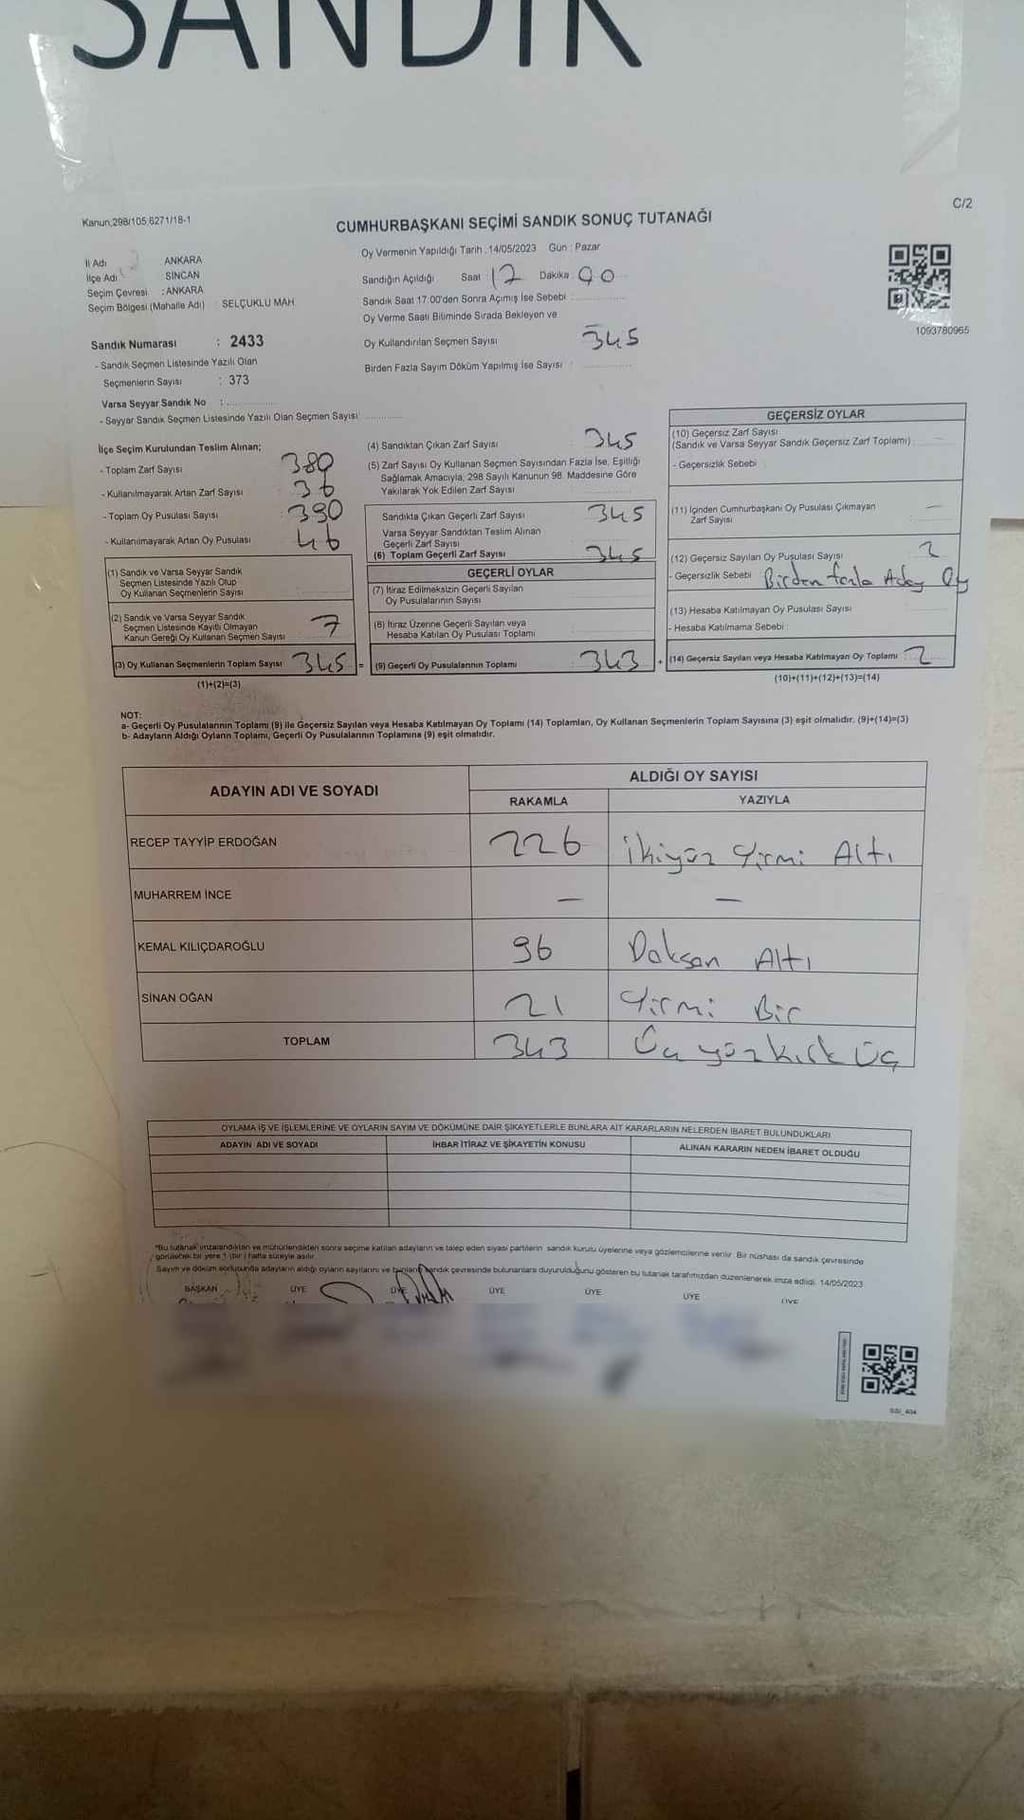 SANDIK
C/2
Kanun:298/105,6271/18-1
CUMHURBAŞKANI SEÇİMİ SANDIK SONUÇ TUTANAĞI
İl Adı ANKARA
İlçe Adı SİNCAN
Seçim Çevresi : ANKARA
Seçim Bölgesi (Mahalle Adı) SELÇUKLU MAH
Oy Vermenin Yapıldığı Tarih :14/05/2023 Gün : Pazar
Sandığın Açıldığı Saat : 17 Dakika : 00
Sandık Saat 17.00'den Sonra Açımış İse Sebebi
Oy Verme Saati Bitiminde Sırada Bekleyen ve
Oy Kullandırılan Seçmen Sayısı 345
Birden Fazla Sayım Döküm Yapılmış İse Sayısı :
1093780965
Sandık Numarası : 2433
- Sandık Seçmen Listesinde Yazılı Olan
Seçmenlerin Sayısı : 373
Varsa Seyyar Sandık No :
- Seyyar Sandık Seçmen Listesinde Yazılı Olan Seçmen Sayısı
İlçe Seçim Kurulundan Teslim Alınan;
- Toplam Zarf Sayısı 380
- Kullanılmayarak Artan Zarf Sayısı 36
- Toplam Oy Pusulası Sayısı 390
- Kullanılmayarak Artan Oy Pusulası 46
(1) Sandık ve Varsa Seyyar Sandık
Seçmen Listesinde Yazılı Olup
Oy Kullanan Seçmenlerin Sayısı
(2) Sandık ve Varsa Seyyar Sandık
Seçmen Listesinde Kayıtlı Olmayan
Kanun Gereği Oy Kullanan Seçmen Sayısı 7
(3) Oy Kullanan Seçmenlerin Toplam Sayısı 345 =
(1)+(2)=(3)
(4) Sandıktan Çıkan Zarf Sayısı 345
(5) Zarf Sayısı Oy Kullanan Seçmen Sayısından Fazla İse, Eşitliği
Sağlamak Amacıyla, 298 Sayılı Kanunun 98. Maddesine Göre
Yakılarak Yok Edilen Zarf Sayısı
Sandıkta Çıkan Geçerli Zarf Sayısı 345
Varsa Seyyar Sandıktan Teslim Alınan
Geçerli Zarf Sayısı
(6) Toplam Geçerli Zarf Sayısı 345
GEÇERLİ OYLAR
(7) İtiraz Edilmeksizin Geçerli Sayılan
Oy Pusulalarının Sayısı
(8) İtiraz Üzerine Geçerli Sayılan veya
Hesaba Katılan Oy Pusulası Toplamı
(9) Geçerli Oy Pusulalarının Toplamı 343 +
GEÇERSİZ OYLAR
(10) Geçersiz Zarf Sayısı
(Sandık ve Varsa Seyyar Sandık Geçersiz Zarf Toplamı)
- Geçersizlik Sebebi
(11) İçinden Cumhurbaşkanı Oy Pusulası Çıkmayan
Zarf Sayısı —
(12) Geçersiz Sayılan Oy Pusulası Sayısı 2
- Geçersizlik Sebebi Birden fazla Aday Oy
(13) Hesaba Katılmayan Oy Pusulası Sayısı
- Hesaba Katılmama Sebebi :
(14) Geçersiz Sayılan veya Hesaba Katılmayan Oy Toplamı : 2
(10)+(11)+(12)+(13)=(14)
NOT:
a- Geçerli Oy Pusulalarının Toplamı (9) ile Geçersiz Sayılan veya Hesaba Katılmayan Oy Toplamı (14) Toplamları, Oy Kullanan Seçmenlerin Toplam Sayısına (3) eşit olmalıdır. (9)+(14)=(3)
b- Adayların Aldığı Oyların Toplamı, Geçerli Oy Pusulalarının Toplamına (9) eşit olmalıdır.
ADAYIN ADI VE SOYADI ALDIĞI OY SAYISI
RAKAMLA YAZIYLA
RECEP TAYYİP ERDOĞAN 226 İkiyüz Yirmi Altı
MUHARREM İNCE — —
KEMAL KILIÇDAROĞLU 96 Doksan Altı
SİNAN OĞAN 21 Yirmi Bir
TOPLAM 343 Üç yüz kırk üç
OYLAMA İŞ VE İŞLEMLERİNE VE OYLARIN SAYIM VE DÖKÜMÜNE DAİR ŞİKAYETLERLE BUNLARA AİT KARARLARIN NELERDEN İBARET BULUNDUKLARI
ADAYIN ADI VE SOYADI İHBAR İTİRAZ VE ŞİKAYETİN KONUSU ALINAN KARARIN NEDEN İBARET OLDUĞU
*Bu tutanak imzalandıktan ve mühürlendikten sonra seçime katılan adayların ve talep eden siyasi partilerin sandık kurulu üyelerine veya gözlemcilerine verilir. Bir nüshası da sandık çevresinde
görülecek bir yere 1 (bir) hafta süreyle asılır.
Sayım ve döküm sonucunda adayların aldığı oyların sayılarını ve bunların sandık çevresinde bulunanlara duyurulduğunu gösteren bu tutanak tarafımızdan düzenlenerek imza edildi. 14/05/2023
BAŞKAN ÜYE ÜYE ÜYE ÜYE ÜYE ÜYE